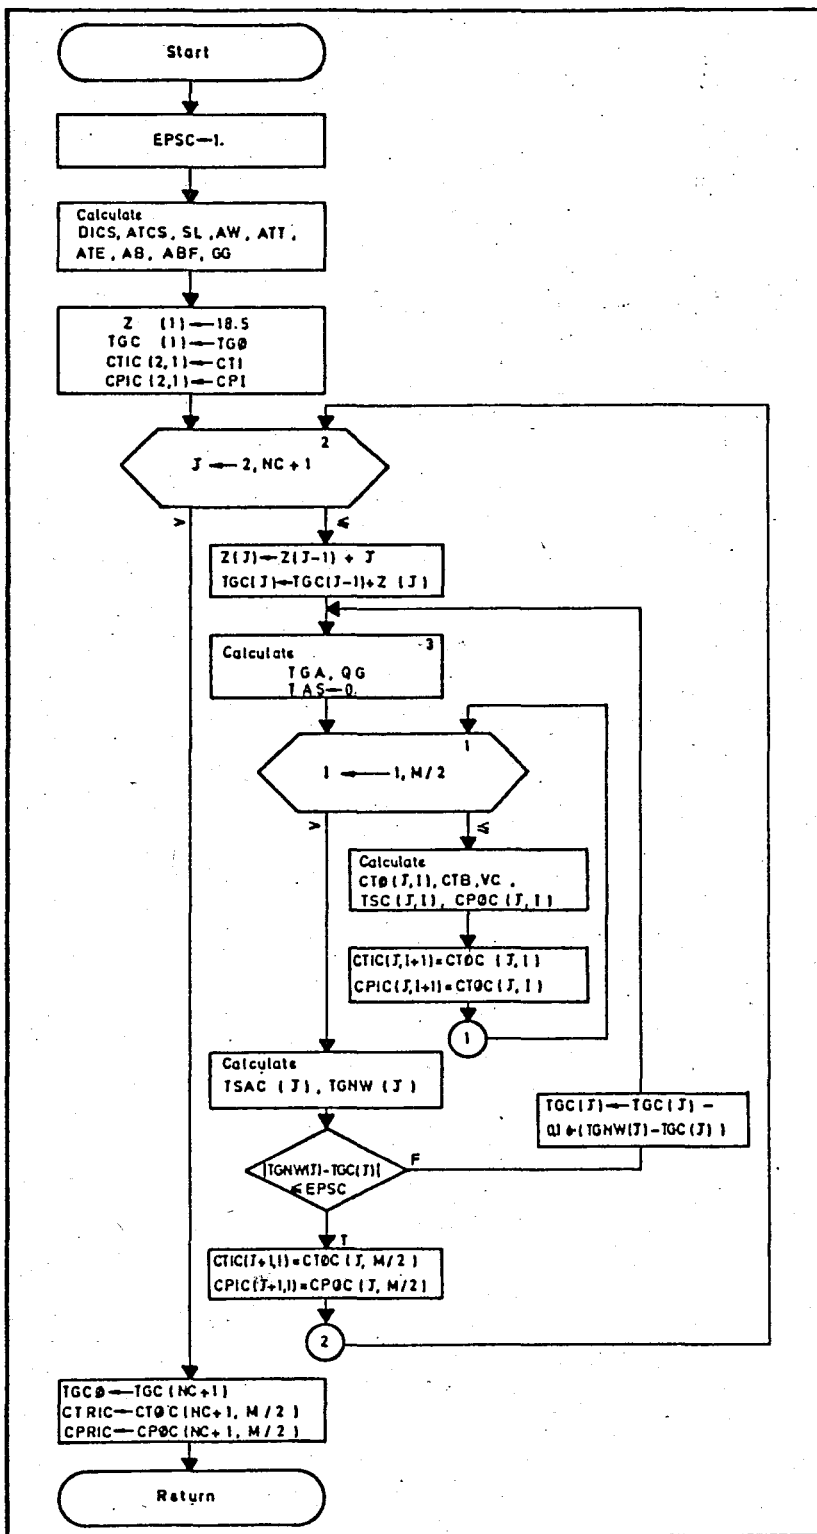 Start
EPSC←1.
Calculate
DICS, ATCS, SL, AW, ATT,
ATE, AB, ABF, GG
Z (1)←18.5
TGC (1)←TGØ
CTIC(2,1)←CTI
CPIC(2,1)←CPI
2
J ← 2, NC + 1
> ≤
Z(J)←Z(J-1) + J
TGC(J)←TGC(J-1)+Z (J)
3
Calculate
TGA, QG
TAS←0.
1
I ← 1, M/2
> ≤
Calculate
CTØ(J,I), CTB, VC,
TSC(J,I), CPØC (J,I)
CTIC(J,I+1)=CTØC (J,I)
CPIC(J,I+1)=CTØC(J,I)
1
Calculate
TSAC (J), TGNW (J)
TGC(J)←TGC(J) −
0.1*(TGNW(J)-TGC(J))
|TGNW(J)-TGC(J)|
≤EPSC
F
T
CTIC(J+1,1)=CTØC(J, M/2)
CPIC(J+1,1)=CPØC(J, M/2)
2
TGCØ←TGC(NC+1)
CTRIC←CTØC(NC+1, M/2)
CPRIC←CPØC(NC+1, M/2)
Return